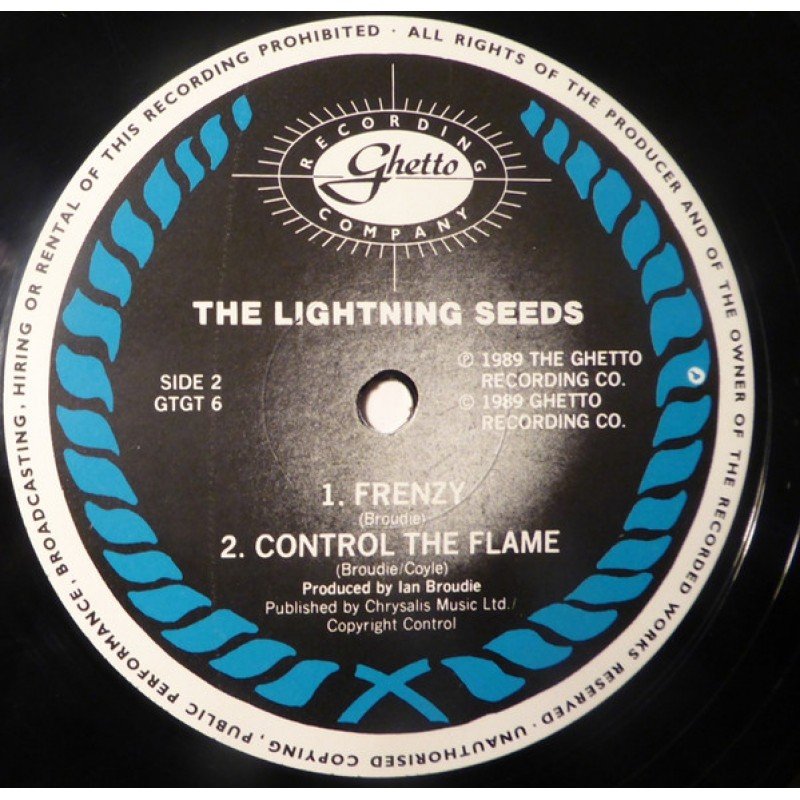 RECORDING
Ghetto
COMPANY
THE LIGHTNING SEEDS
SIDE 2
GTGT 6
℗ 1989 THE GHETTO
RECORDING CO.
© 1989 GHETTO
RECORDING CO.
1. FRENZY
(Broudie)
2. CONTROL THE FLAME
(Broudie/Coyle)
Produced by Ian Broudie
Published by Chrysalis Music Ltd./
Copyright Control
· ALL RIGHTS OF THE PRODUCER AND OF THE OWNER OF THE RECORDED WORKS RESERVED · UNAUTHORISED COPYING, PUBLIC PERFORMANCE, BROADCASTING, HIRING OR RENTAL OF THIS RECORDING PROHIBITED
A